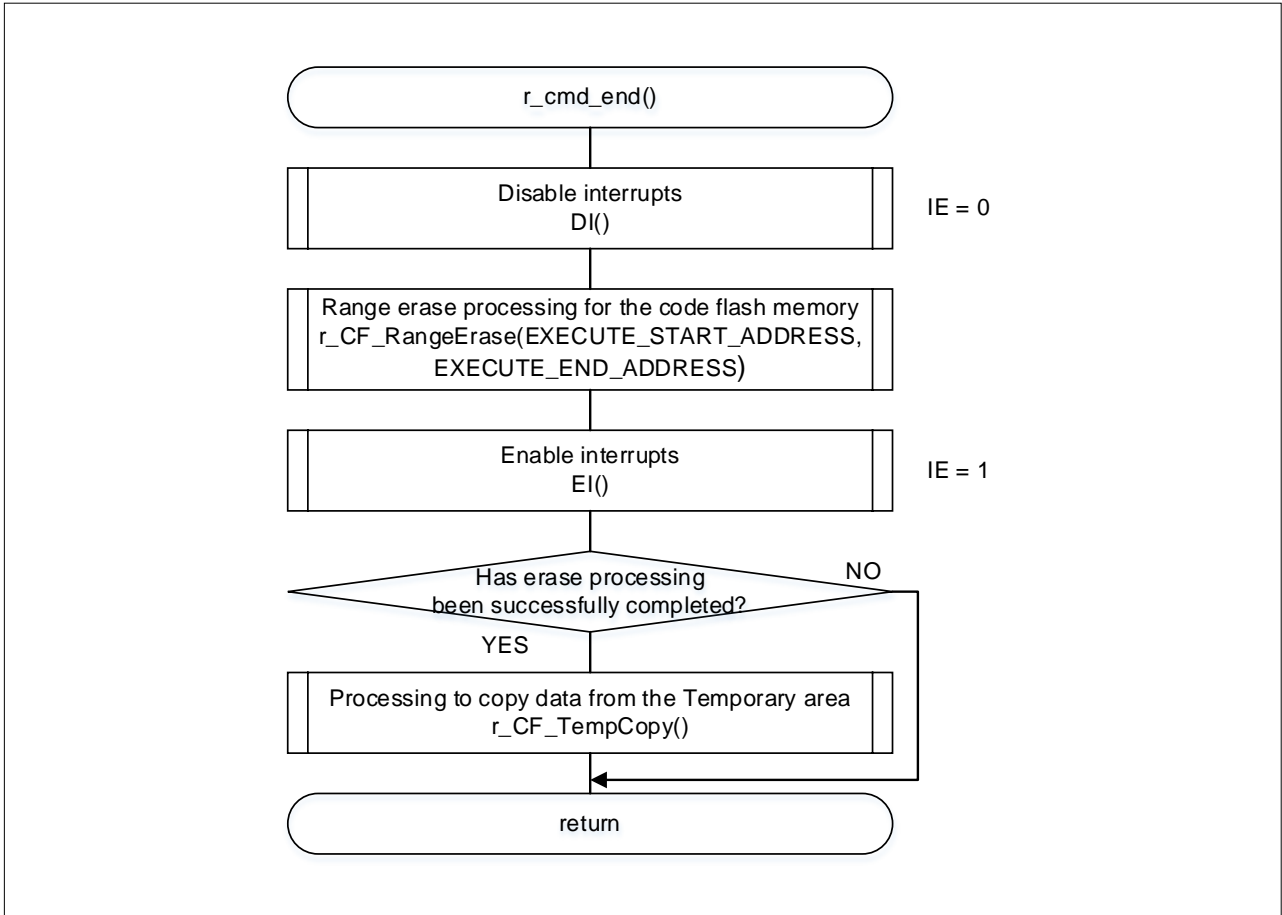 r_cmd_end()
Disable interrupts
DI()
IE = 0
Range erase processing for the code flash memory
r_CF_RangeErase(EXECUTE_START_ADDRESS,
EXECUTE_END_ADDRESS)
Enable interrupts
EI()
IE = 1
Has erase processing
been successfully completed?
NO
YES
Processing to copy data from the Temporary area
r_CF_TempCopy()
return